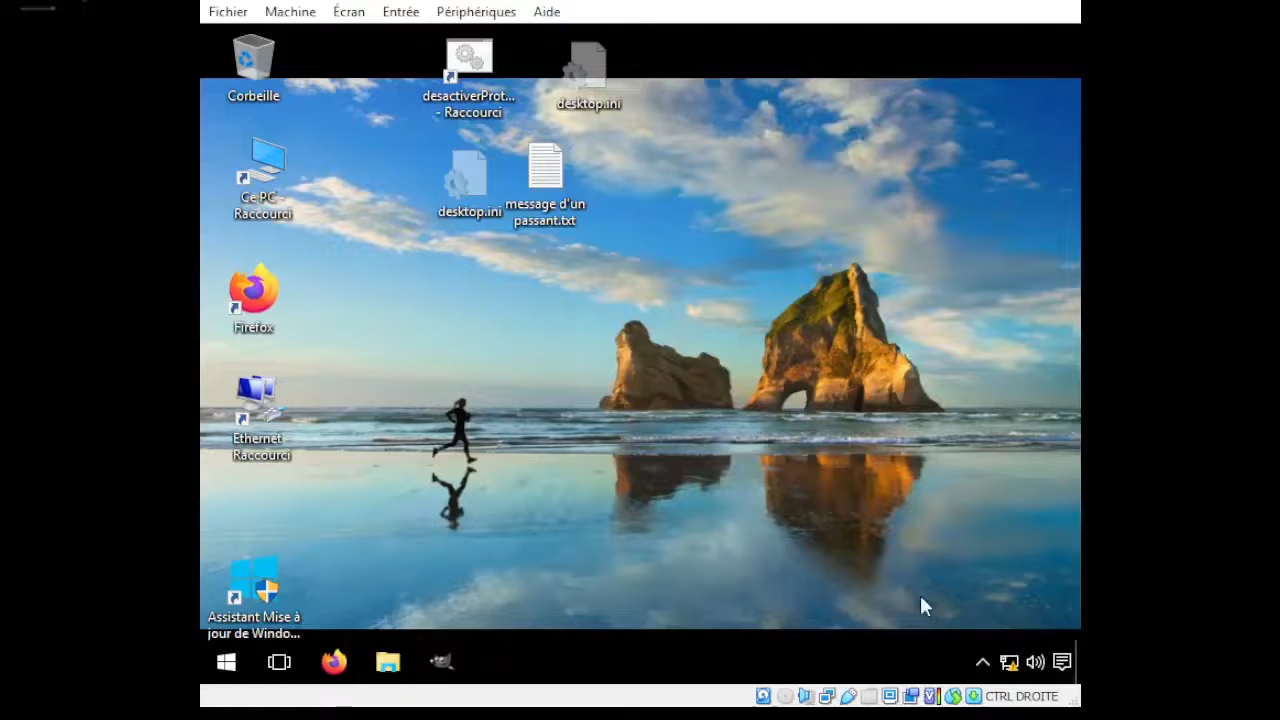 Fichier Machine Écran Entrée Périphériques Aide
Corbeille
desactiverProt...
- Raccourci
desktop.ini
Ce PC -
Raccourci
desktop.ini
message d'un
passant.txt
Firefox
Ethernet -
Raccourci
Assistant Mise à
jour de Windo...
CTRL DROITE